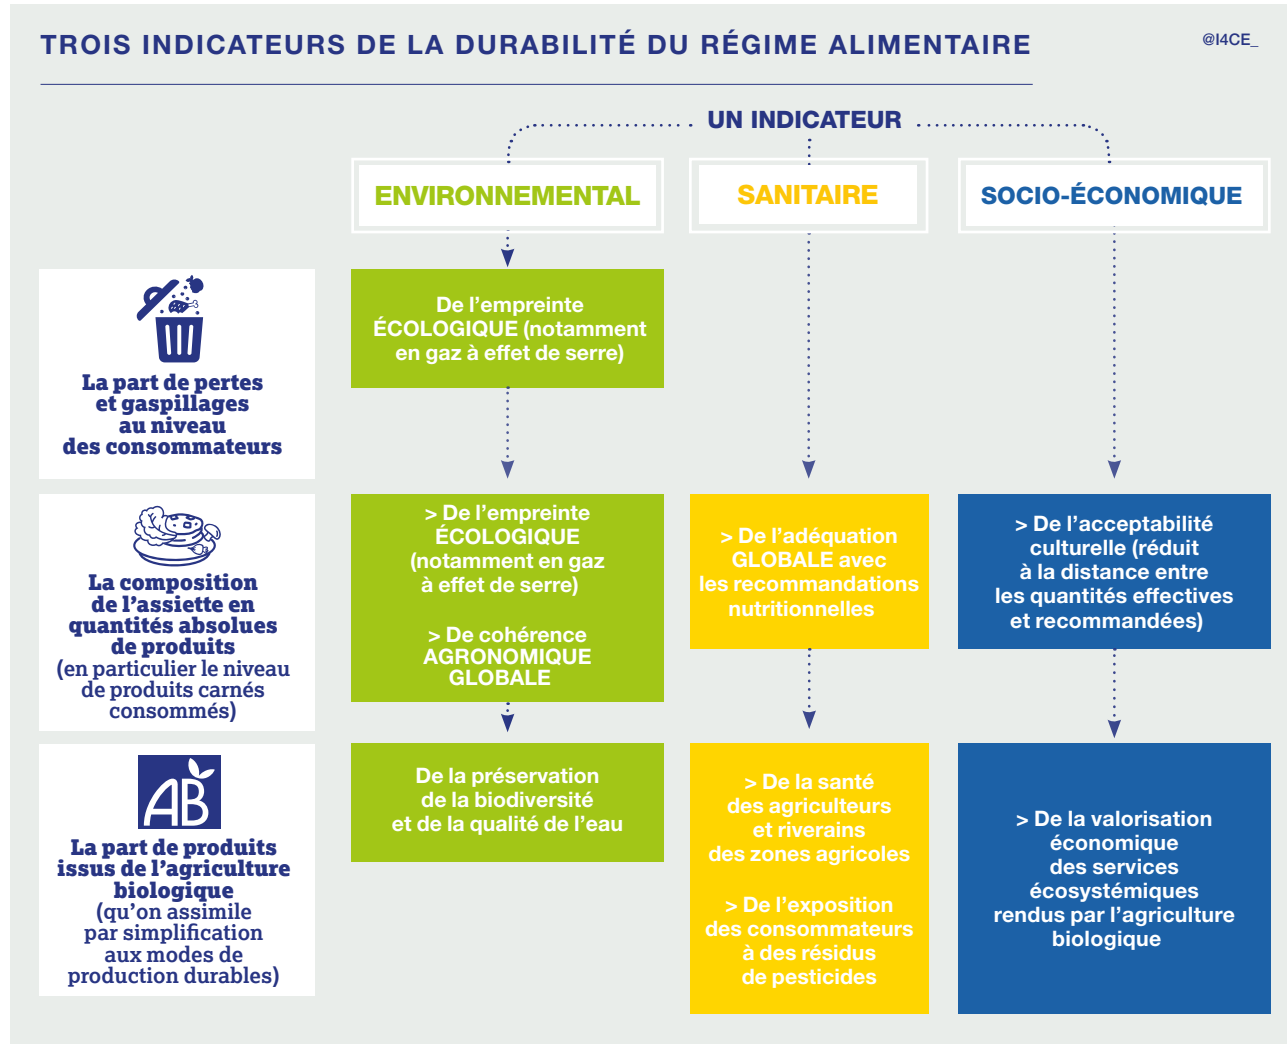 TROIS INDICATEURS DE LA DURABILITÉ DU RÉGIME ALIMENTAIRE
@I4CE_
UN INDICATEUR
ENVIRONNEMENTAL
SANITAIRE
SOCIO-ÉCONOMIQUE
La part de pertes
et gaspillages
au niveau
des consommateurs
De l’empreinte
ÉCOLOGIQUE (notamment
en gaz à effet de serre)
La composition
de l’assiette en
quantités absolues
de produits
(en particulier le niveau
de produits carnés
consommés)
> De l’empreinte
ÉCOLOGIQUE
(notamment en gaz
à effet de serre)
> De cohérence
AGRONOMIQUE
GLOBALE
> De l’adéquation
GLOBALE avec
les recommandations
nutritionnelles
> De l’acceptabilité
culturelle (réduit
à la distance entre
les quantités effectives
et recommandées)
AB
La part de produits
issus de l’agriculture
biologique
(qu’on assimile
par simplification
aux modes de
production durables)
De la préservation
de la biodiversité
et de la qualité de l’eau
> De la santé
des agriculteurs
et riverains
des zones agricoles
> De l’exposition
des consommateurs
à des résidus
de pesticides
> De la valorisation
économique
des services
écosystémiques
rendus par l’agriculture
biologique